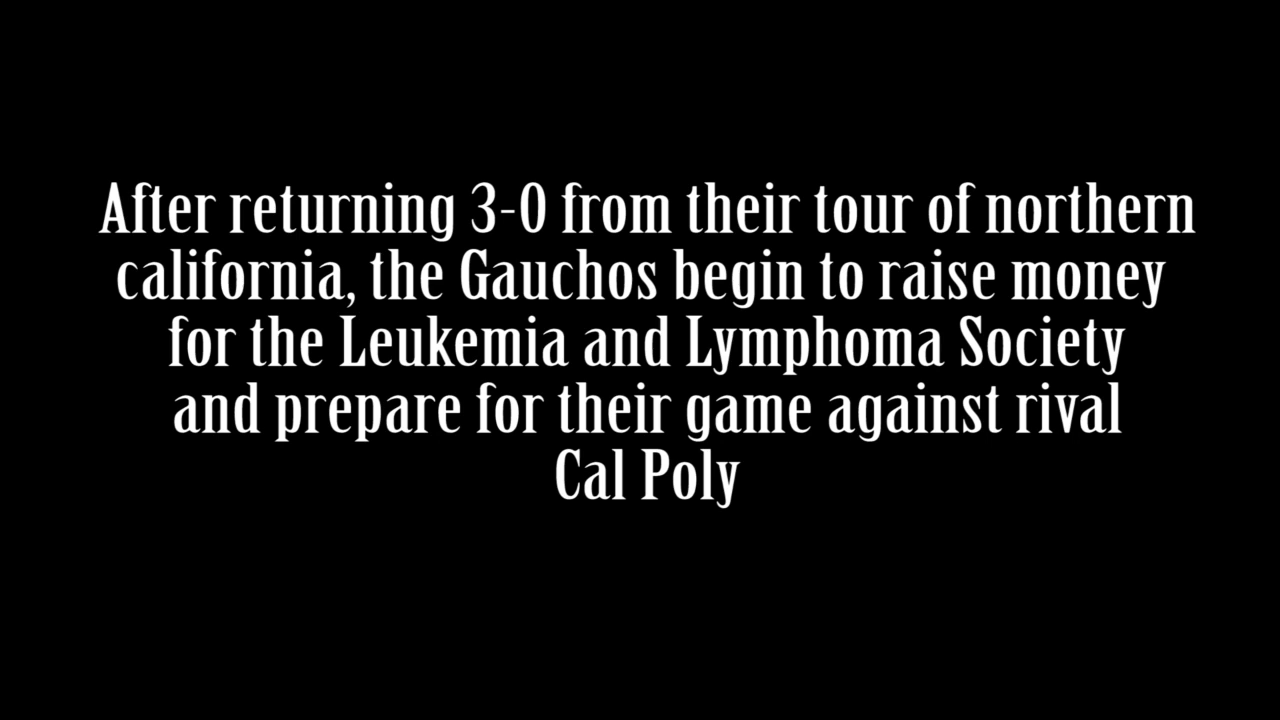 After returning 3-0 from their tour of northern
california, the Gauchos begin to raise money
for the Leukemia and Lymphoma Society
and prepare for their game against rival
Cal Poly